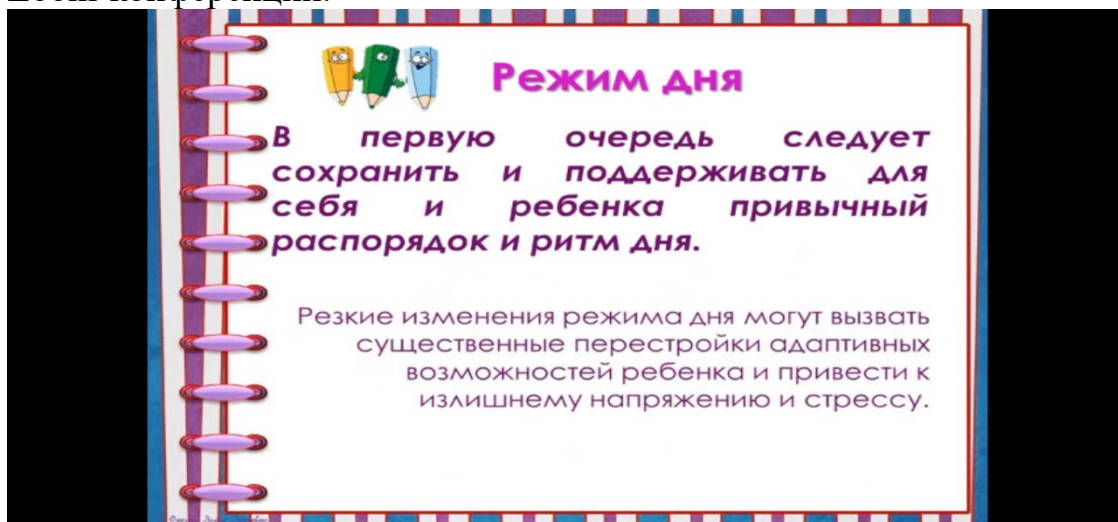 Режим дня
В первую очередь следует
сохранить и поддерживать для
себя и ребенка привычный
распорядок и ритм дня.
Резкие изменения режима дня могут вызвать
существенные перестройки адаптивных
возможностей ребенка и привести к
излишнему напряжению и стрессу.